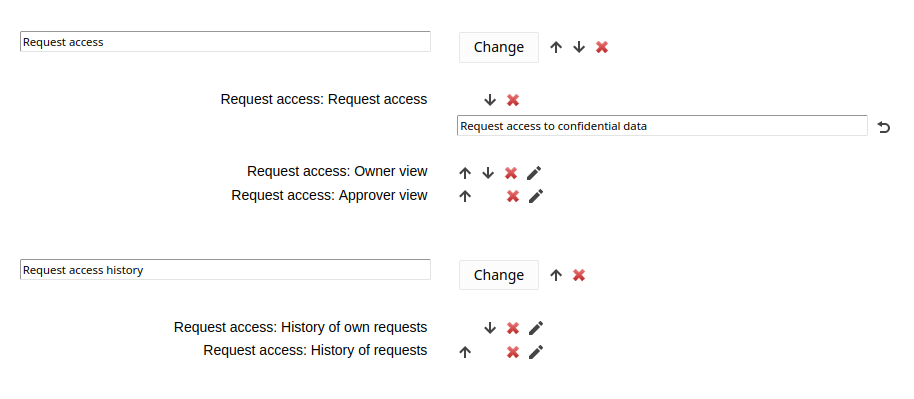 Request access
Change
Request access: Request access
Request access to confidential data
Request access: Owner view
Request access: Approver view
Request access history
Change
Request access: History of own requests
Request access: History of requests